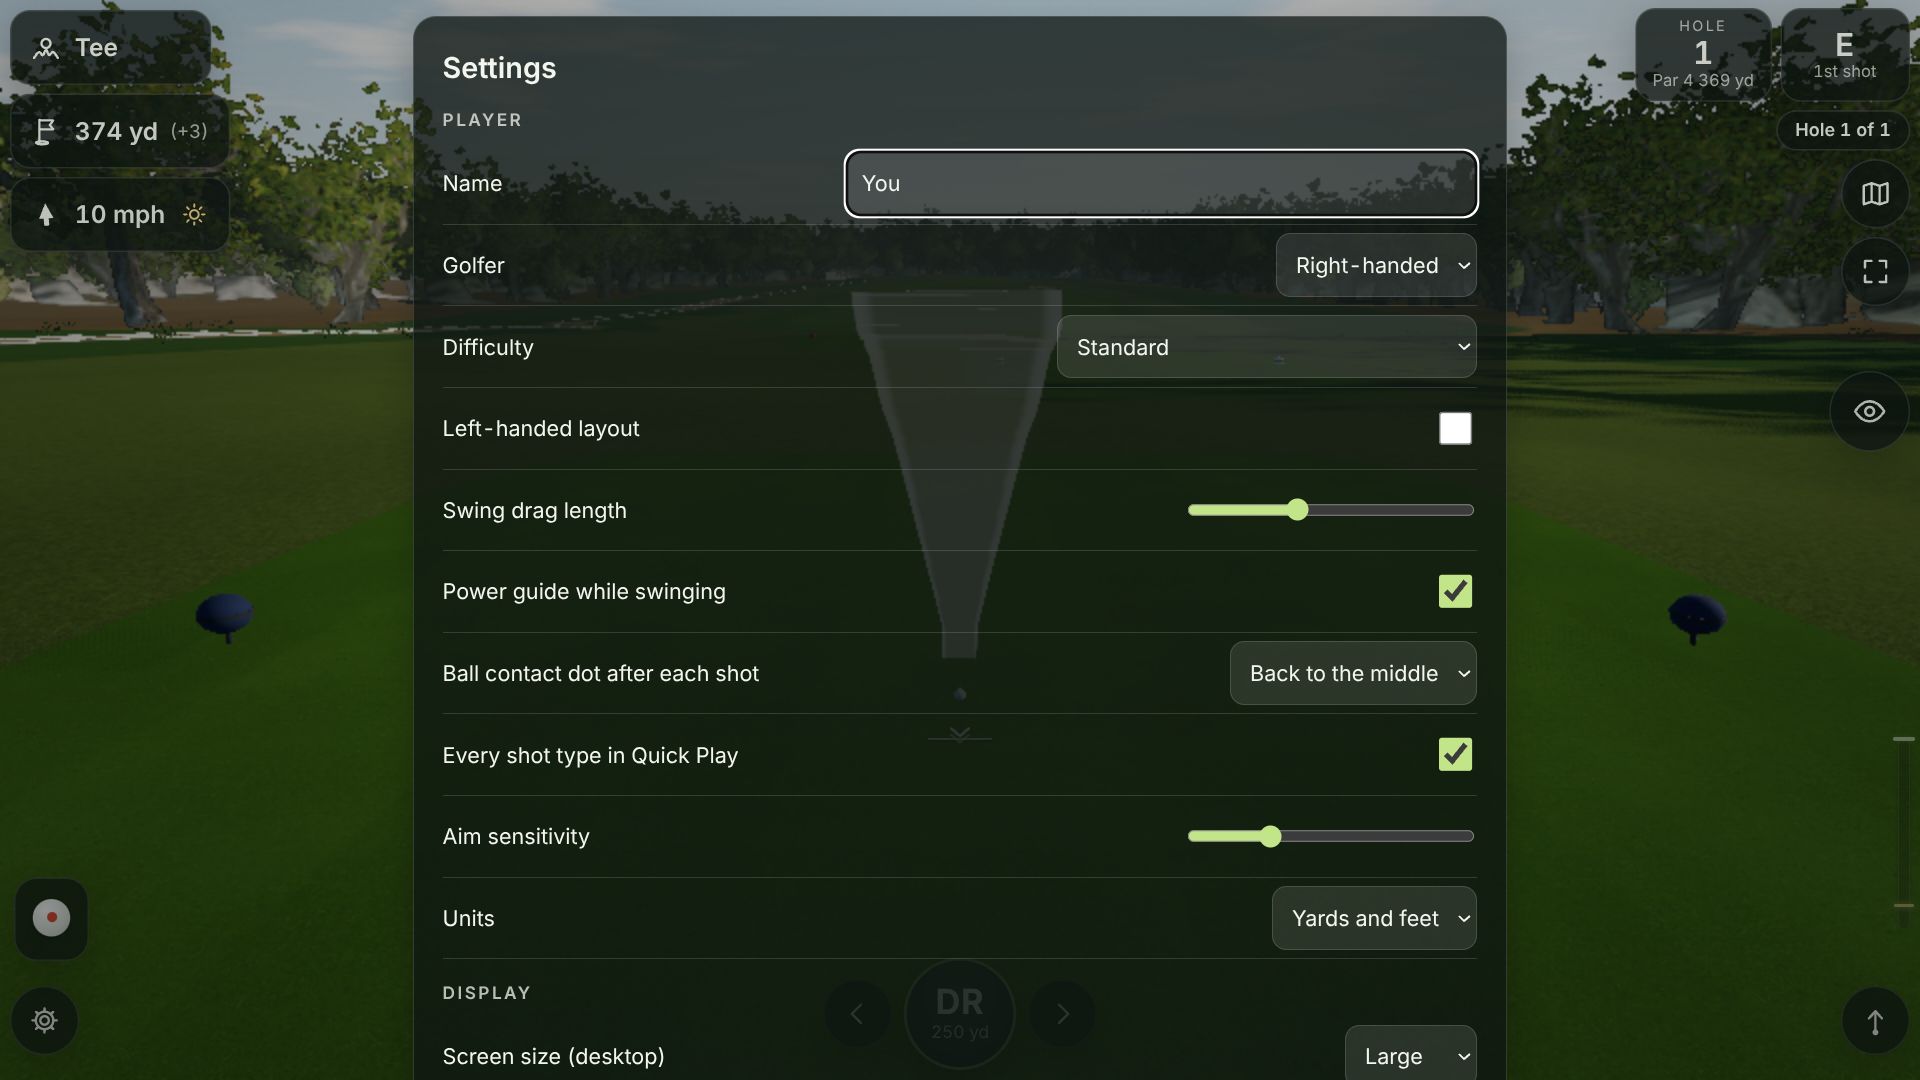 Tee
374 yd (+3)
10 mph
Settings
PLAYER
Name
You
Golfer
Right-handed
Difficulty
Standard
Left-handed layout
Swing drag length
Power guide while swinging
Ball contact dot after each shot
Back to the middle
Every shot type in Quick Play
Aim sensitivity
Units
Yards and feet
DISPLAY
Screen size (desktop)
Large
DR
250 yd
HOLE
1
Par 4 369 yd
E
1st shot
Hole 1 of 1